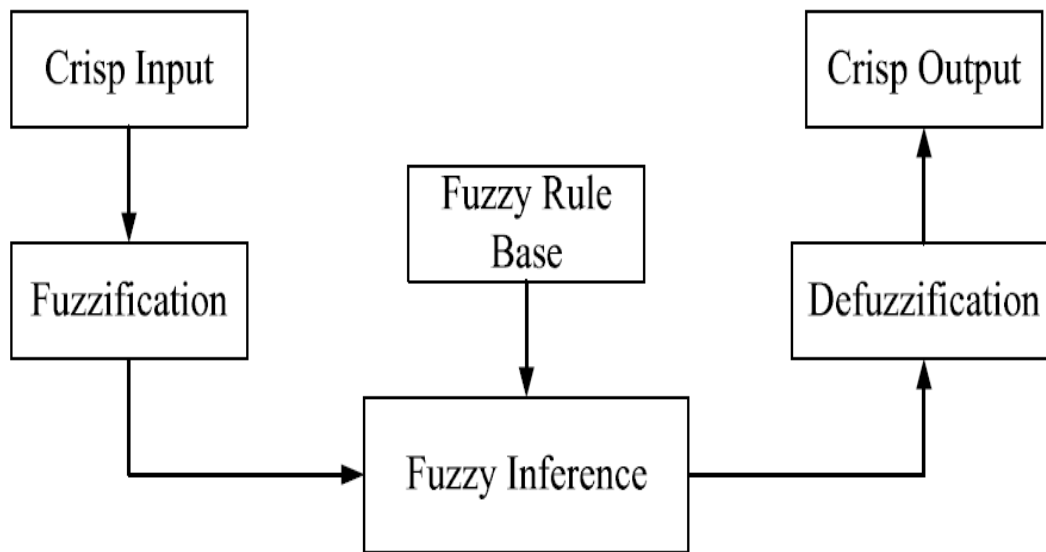 Crisp Input
Crisp Output
Fuzzy Rule
Base
Fuzzification
Defuzzification
Fuzzy Inference